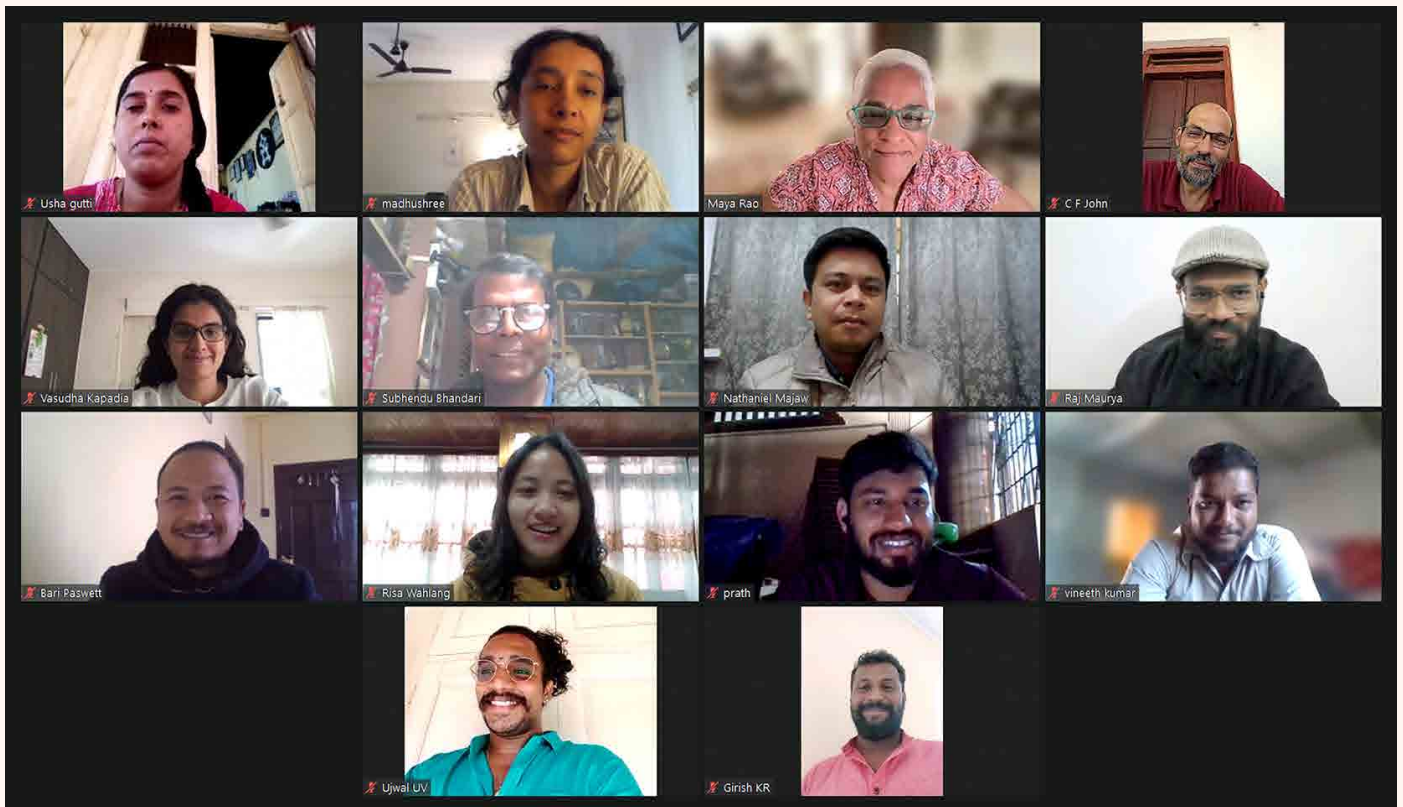 Usha gutti
madhushree
Maya Rao
C F John
Vasudha Kapadia
Subhendu Bhandari
Nathaniel Majaw
Raj Maurya
Bari Paswett
Risa Wahlang
prath
vineeth kumar
Ujwal UV
Girish KR